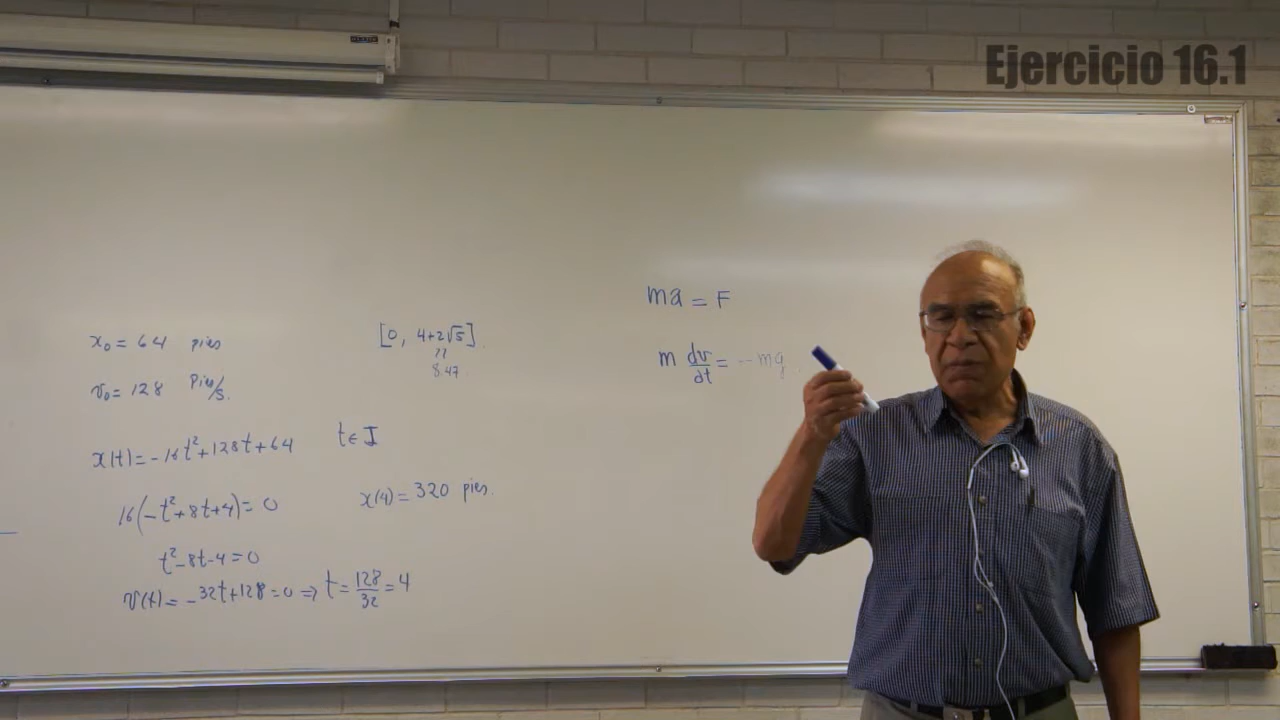 Ejercicio 16.1
x₀ = 64 pies
v₀ = 128 pies/s.
x(t) = -16t² + 128t + 64 t ∈ I
16(-t² + 8t + 4) = 0
t² - 8t - 4 = 0
v(t) = -32t + 128 = 0 ⇒ t = 128/32 = 4
[0, 4+2√5].
8.47.
x(4) = 320 pies.
ma = F
m dv/dt = -mg